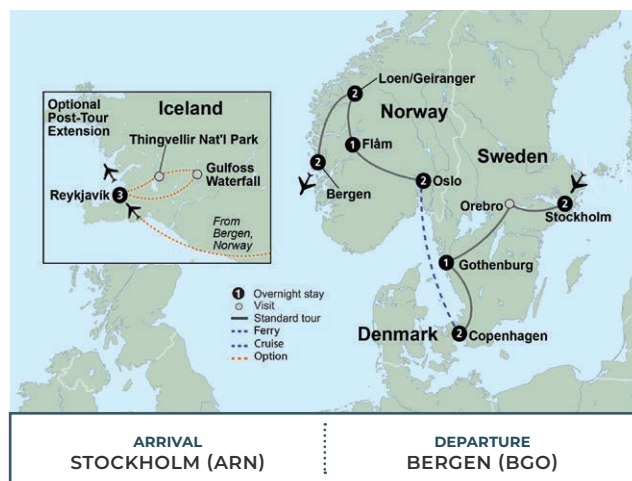 Optional
Post-Tour
Extension
Iceland
Thingvellir Nat'l Park
Gulfoss
Waterfall
Reykjavík
3
From
Bergen,
Norway
2
Loen/Geiranger
Norway
1
Flåm
2
Bergen
2
Oslo
Sweden
Orebro
2
Stockholm
1
Gothenburg
Denmark
2
Copenhagen
1 Overnight stay
Visit
Standard tour
Ferry
Cruise
Option
ARRIVAL
STOCKHOLM (ARN)
DEPARTURE
BERGEN (BGO)